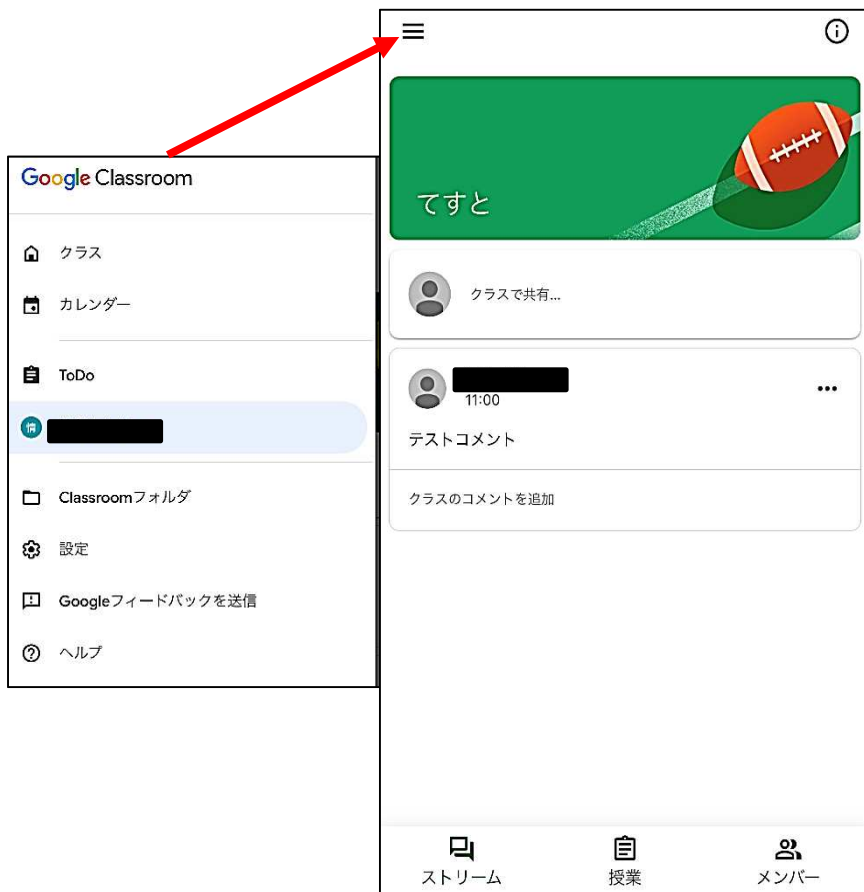 Google Classroom
クラス
カレンダー
ToDo
情
Classroomフォルダ
設定
Googleフィードバックを送信
ヘルプ
てすと
クラスで共有...
11:00
テストコメント
クラスのコメントを追加
ストリーム
授業
メンバー